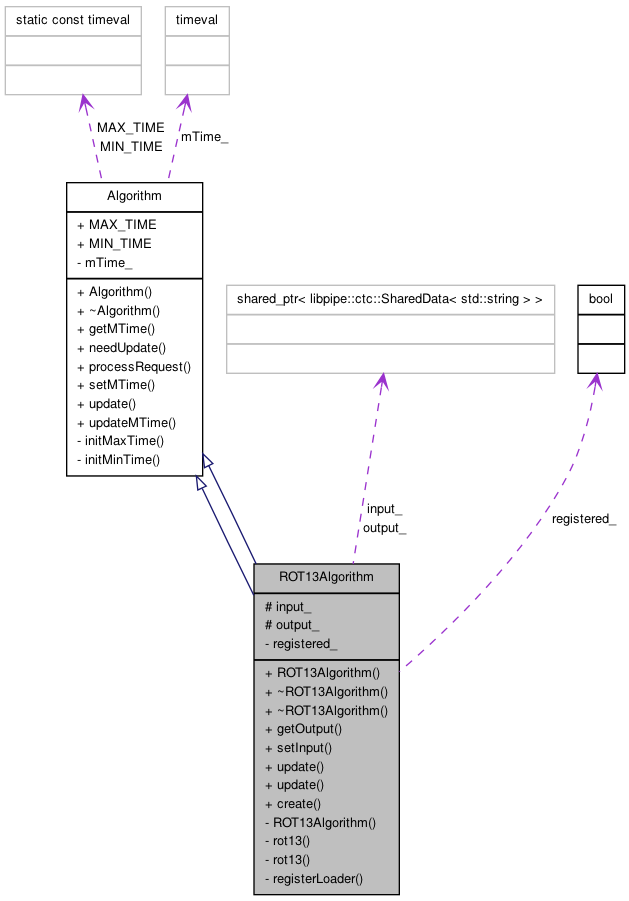 static const timeval
timeval
MAX_TIME
MIN_TIME
mTime_
Algorithm
+ MAX_TIME
+ MIN_TIME
- mTime_
+ Algorithm()
+ ~Algorithm()
+ getMTime()
+ needUpdate()
+ processRequest()
+ setMTime()
+ update()
+ updateMTime()
- initMaxTime()
- initMinTime()
shared_ptr< libpipe::ctc::SharedData< std::string > >
bool
input_
output_
registered_
ROT13Algorithm
# input_
# output_
- registered_
+ ROT13Algorithm()
+ ~ROT13Algorithm()
+ ~ROT13Algorithm()
+ getOutput()
+ setInput()
+ update()
+ update()
+ create()
- ROT13Algorithm()
- rot13()
- rot13()
- registerLoader()